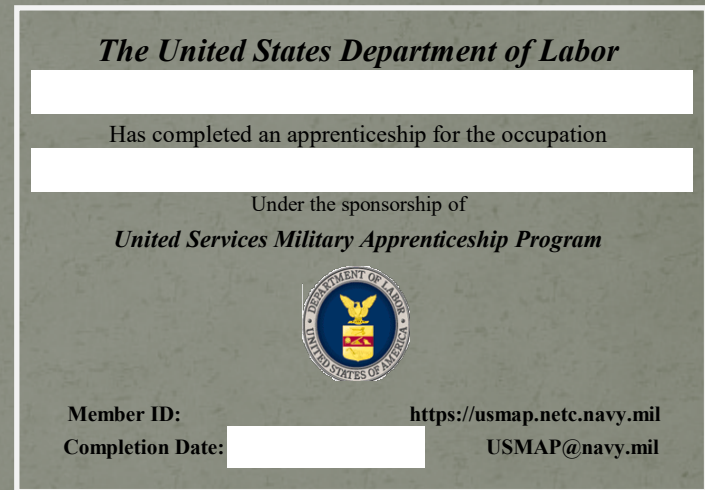 The United States Department of Labor
Has completed an apprenticeship for the occupation
Under the sponsorship of
United Services Military Apprenticeship Program
DEPARTMENT OF LABOR
UNITED STATES OF AMERICA
Member ID: https://usmap.netc.navy.mil
Completion Date: USMAP@navy.mil